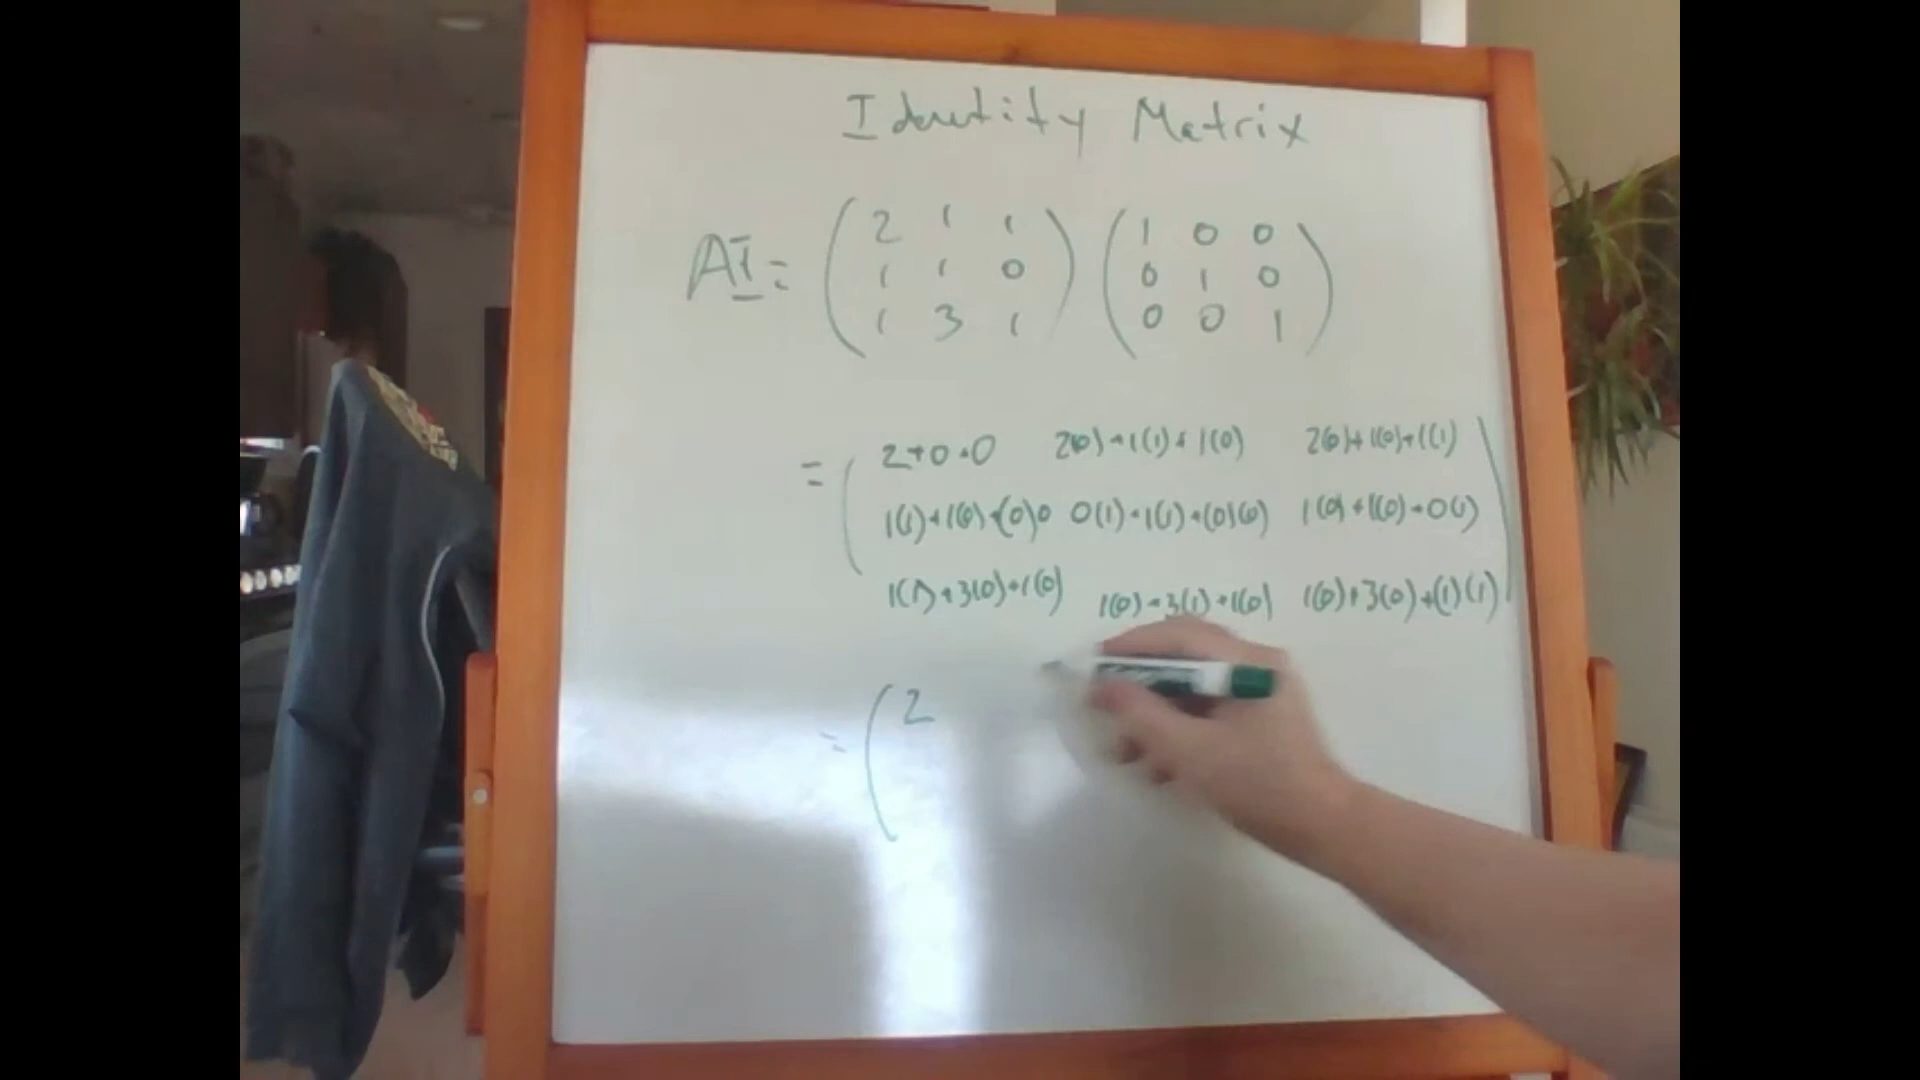 Identity Matrix
AI = ( 2 1 1 ) ( 1 0 0 )
1 1 0 0 1 0
1 3 1 0 0 1
= ( 2+0+0 2(0)+1(1)+1(0) 2(0)+1(0)+1(1) )
1(1)+1(0)+(0)0 0(1)+1(1)+(0)(0) 1(0)+1(0)+0(1)
1(1)+3(0)+1(0) 1(0)+3(1)+1(0) 1(0)+3(0)+(1)(1)
= ( 2